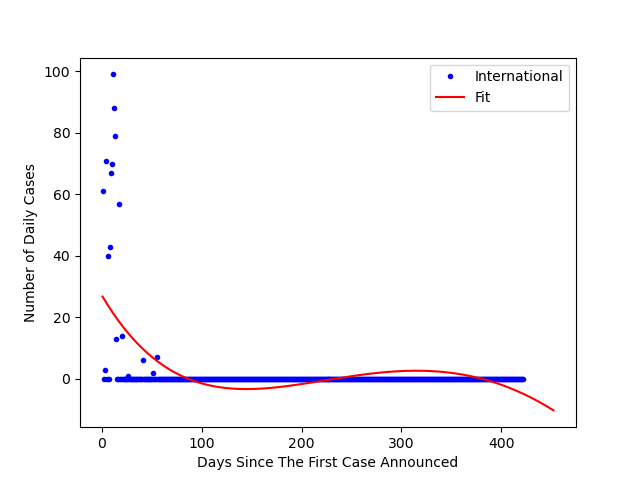 International
Fit
100
80
60
40
20
0
Number of Daily Cases
0 100 200 300 400
Days Since The First Case Announced